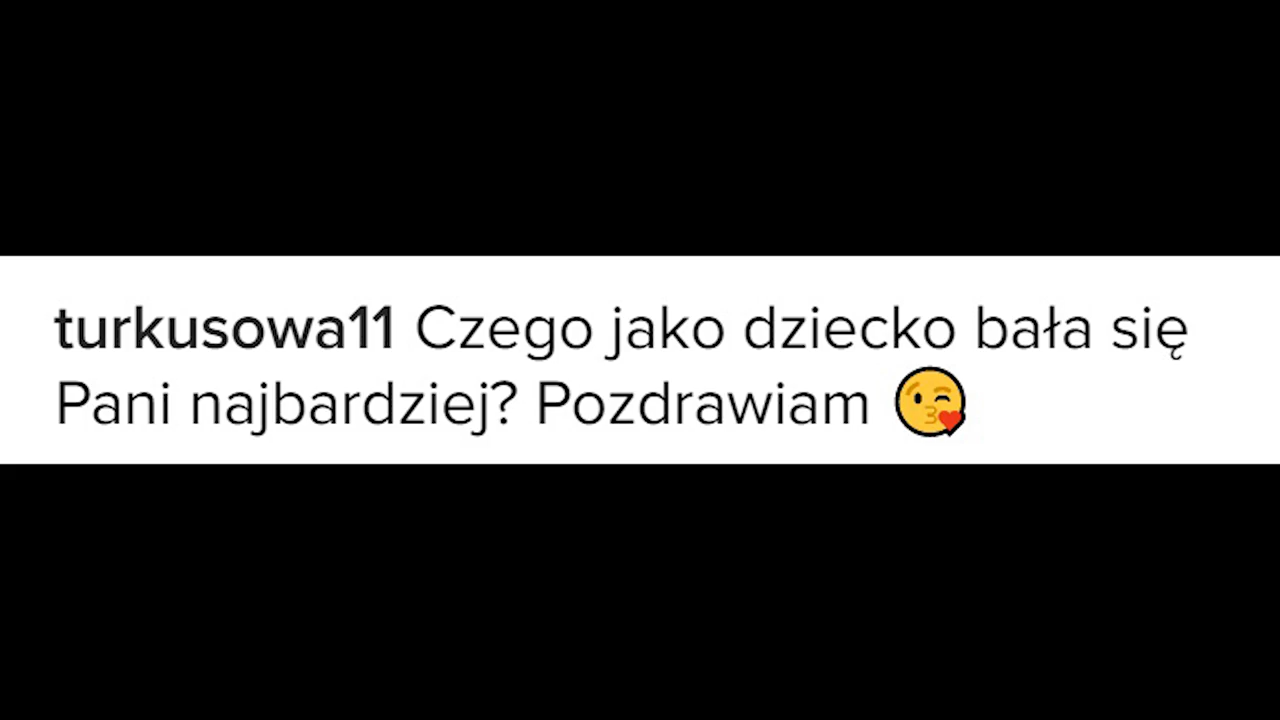 turkusowa11 Czego jako dziecko bała się
Pani najbardziej? Pozdrawiam 😘